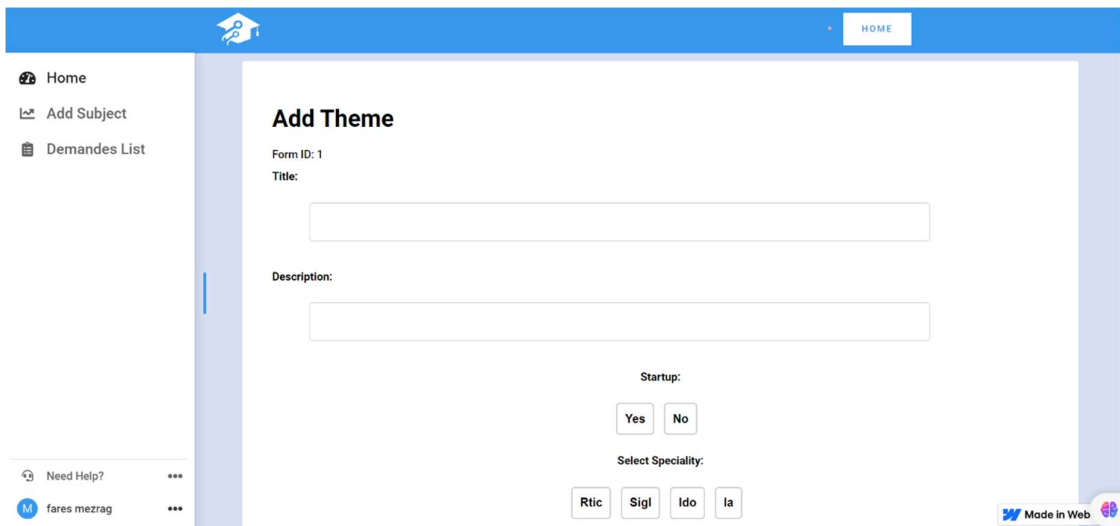 HOME
Home
Add Subject
Demandes List
Add Theme
Form ID: 1
Title:
Description:
Startup:
Yes No
Select Speciality:
Rtic Sigl Ido Ia
Need Help?
M fares mezrag
Made in Web